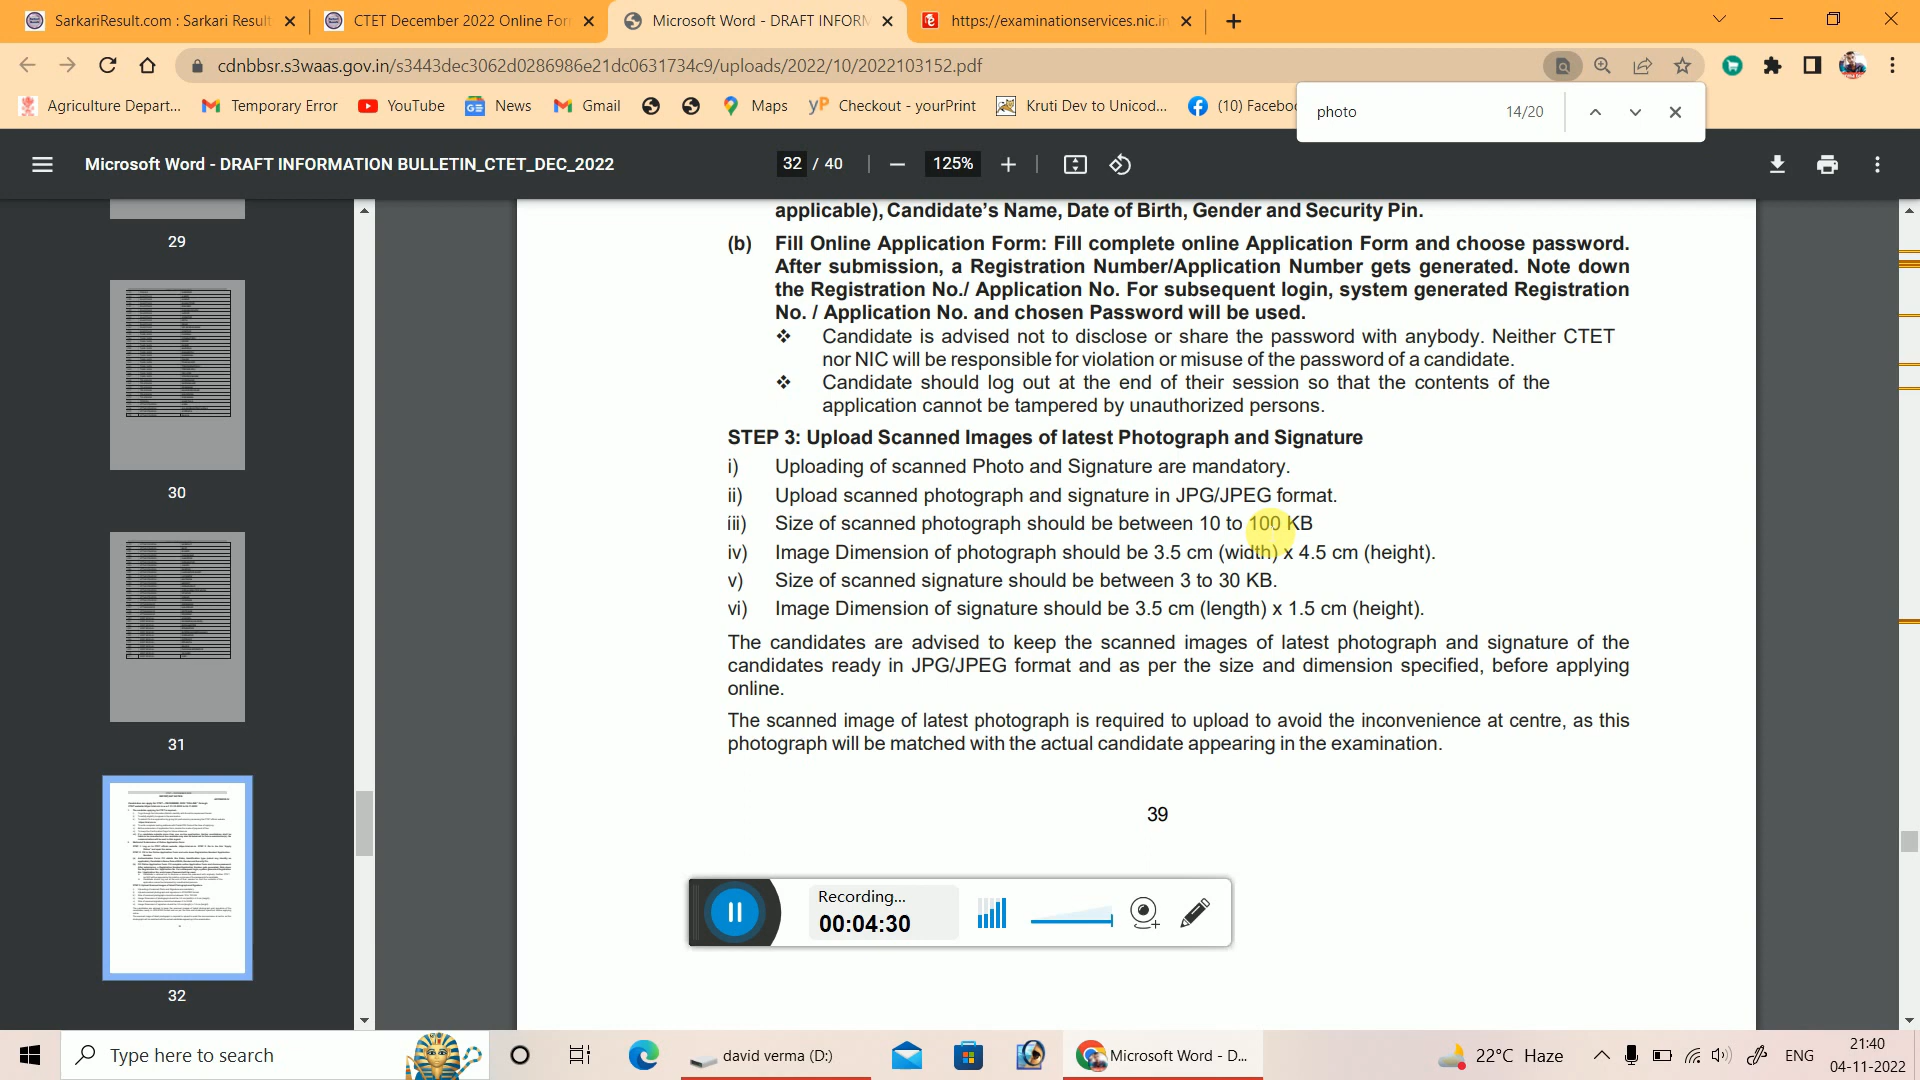 SarkariResult.com : Sarkari Result
CTET December 2022 Online For
Microsoft Word - DRAFT INFORM
https://examinationservices.nic.in
cdnbbsr.s3waas.gov.in/s3443dec3062d0286986e21dc0631734c9/uploads/2022/10/2022103152.pdf
Agriculture Depart...
Temporary Error
YouTube
News
Gmail
Maps
Checkout - yourPrint
Kruti Dev to Unicod...
(10) Faceboo
photo
14/20
Microsoft Word - DRAFT INFORMATION BULLETIN_CTET_DEC_2022
32 / 40
125%
29
30
31
32
applicable), Candidate’s Name, Date of Birth, Gender and Security Pin.
(b) Fill Online Application Form: Fill complete online Application Form and choose password.
After submission, a Registration Number/Application Number gets generated. Note down
the Registration No./ Application No. For subsequent login, system generated Registration
No. / Application No. and chosen Password will be used.
❖ Candidate is advised not to disclose or share the password with anybody. Neither CTET
nor NIC will be responsible for violation or misuse of the password of a candidate.
❖ Candidate should log out at the end of their session so that the contents of the
application cannot be tampered by unauthorized persons.
STEP 3: Upload Scanned Images of latest Photograph and Signature
i) Uploading of scanned Photo and Signature are mandatory.
ii) Upload scanned photograph and signature in JPG/JPEG format.
iii) Size of scanned photograph should be between 10 to 100 KB
iv) Image Dimension of photograph should be 3.5 cm (width) x 4.5 cm (height).
v) Size of scanned signature should be between 3 to 30 KB.
vi) Image Dimension of signature should be 3.5 cm (length) x 1.5 cm (height).
The candidates are advised to keep the scanned images of latest photograph and signature of the
candidates ready in JPG/JPEG format and as per the size and dimension specified, before applying
online.
The scanned image of latest photograph is required to upload to avoid the inconvenience at centre, as this
photograph will be matched with the actual candidate appearing in the examination.
39
Recording...
00:04:30
Type here to search
david verma (D:)
Microsoft Word - D...
22°C Haze
ENG
21:40
04-11-2022